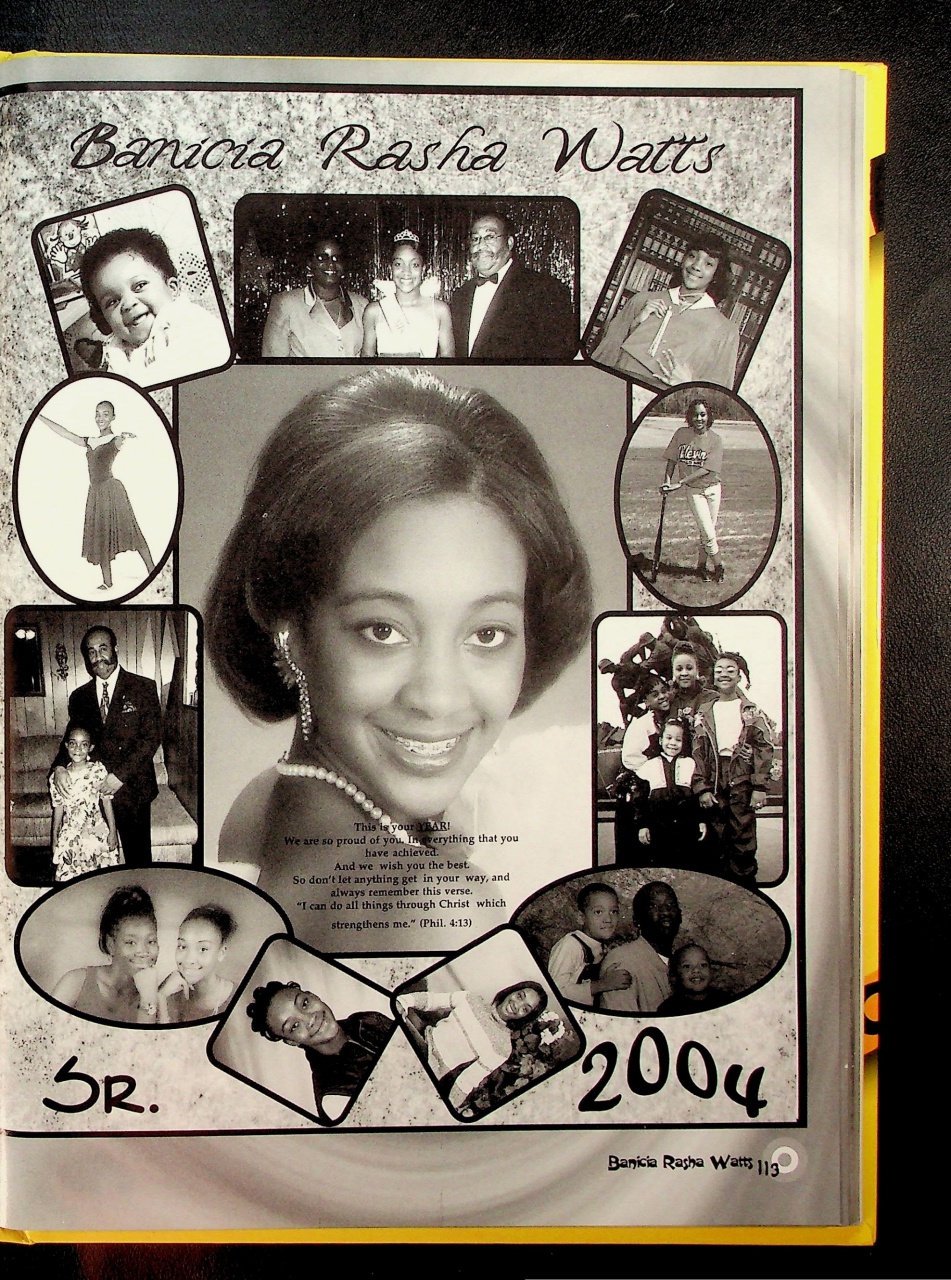 Banicia Rasha Watts
This is your YEAR!
We are so proud of you. In everything that you
have achieved.
And we wish you the best.
So don't let anything get in your way, and
always remember this verse.
"I can do all things through Christ which
strengthens me." (Phil. 4:13)
Sr.
2004
Banicia Rasha Watts 113